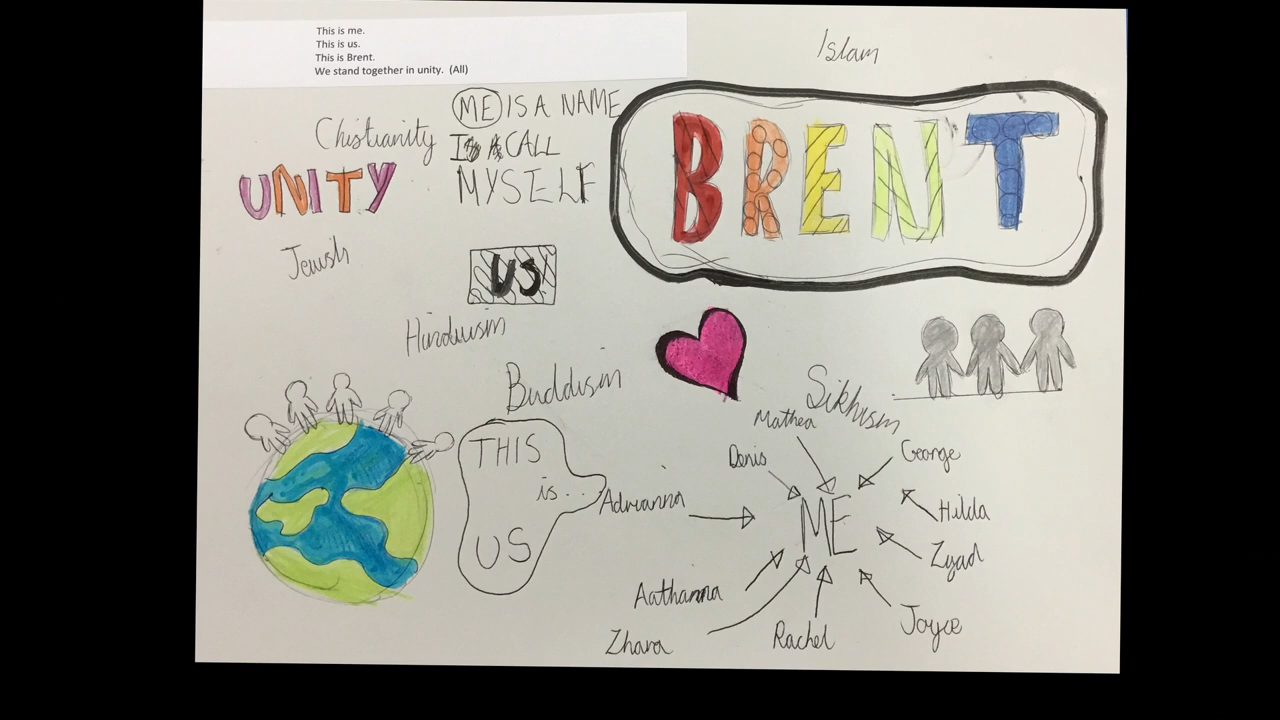 This is me.
This is us.
This is Brent.
We stand together in unity. (All)
Islam
ME IS A NAME
I CALL
MYSELF
Chistianity
UNITY
BRENT
Jewish
US
Hinduism
Buddism
Sikhism
THIS
is...
US
Mathea
Denis
George
Adrianna
ME
Hilda
Zyad
Aathanna
Joyce
Zhara
Rachel